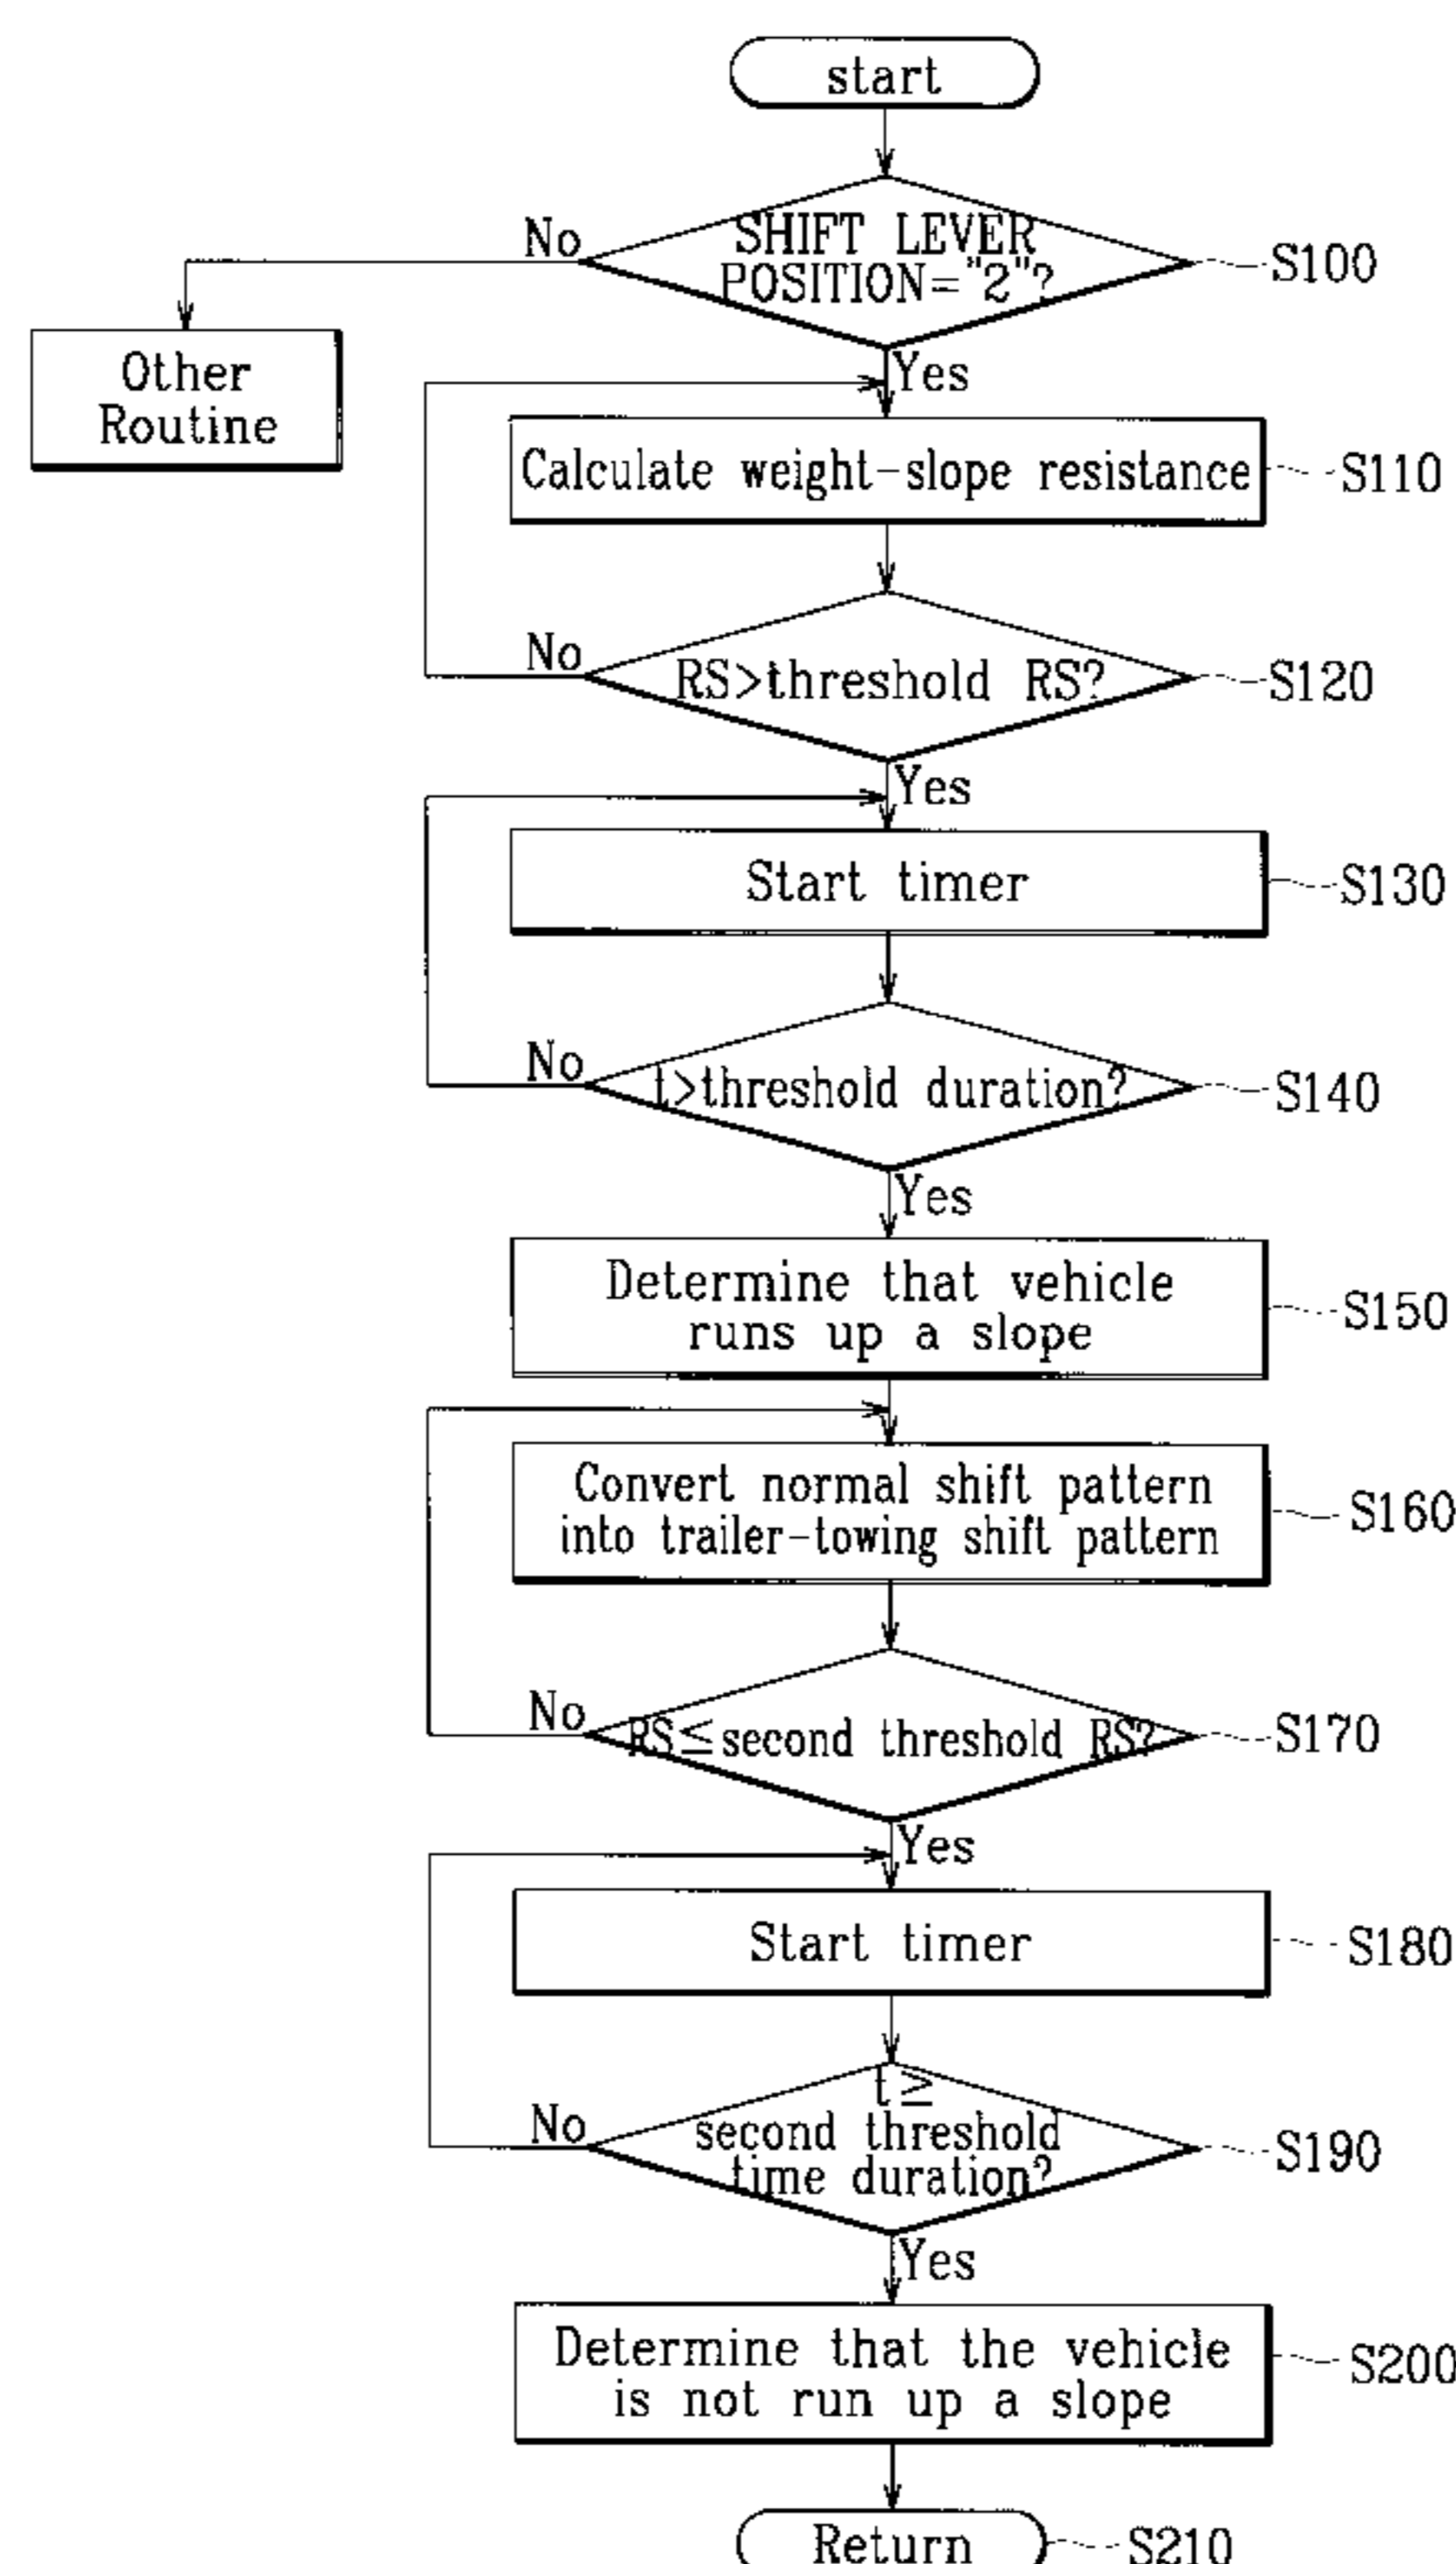 start
No
SHIFT LEVER
POSITION="2"?
S100
Other
Routine
Yes
Calculate weight-slope resistance
S110
No
RS>threshold RS?
S120
Yes
Start timer
S130
No
t>threshold duration?
S140
Yes
Determine that vehicle
runs up a slope
S150
Convert normal shift pattern
into trailer-towing shift pattern
S160
No
RS≤second threshold RS?
S170
Yes
Start timer
S180
No
t≥
second threshold
time duration?
S190
Yes
Determine that the vehicle
is not run up a slope
S200
Return
S210